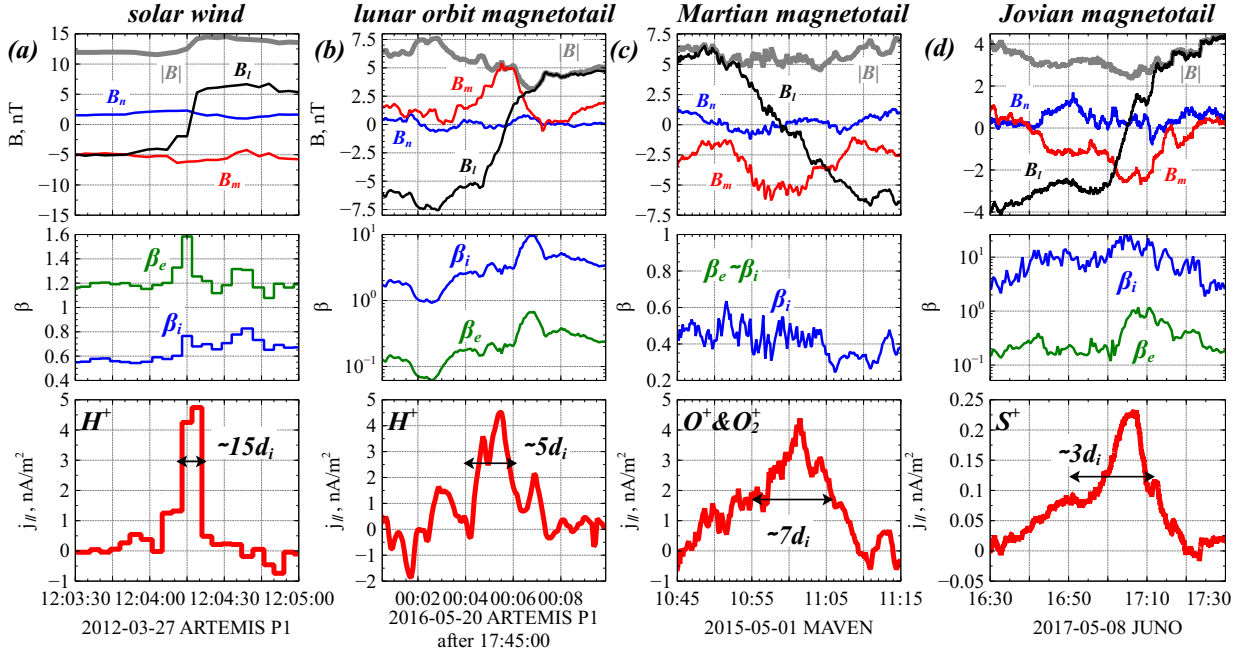 solar wind lunar orbit magnetotail Martian magnetotail Jovian magnetotail
(a) (b) (c) (d)
B, nT
15
10
5
0
−5
−10
−15
|B|
B_l
B_n
B_m
7.5
5
2.5
0
−2.5
−5
−7.5
|B|
B_m
B_n
B_l
7.5
5
2.5
0
−2.5
−5
−7.5
|B|
B_n
B_l
B_m
4
2
0
−2
−4
|B|
B_n
B_l
B_m
β
1.6
1.4
1.2
1
0.8
0.6
0.4
β_e
β_i
β
10^1
10^0
10^−1
β_i
β_e
β
1
0.8
0.6
0.4
0.2
β_e~β_i
β_i
β
10^1
10^0
10^−1
β_i
β_e
j_//, nA/m^2
5
4
3
2
1
0
−1
H^+
~15d_i
j_//, nA/m^2
5
4
3
2
1
0
−1
−2
H^+
~5d_i
j_//, nA/m^2
5
4
3
2
1
0
−1
O^+&O_2^+
~7d_i
j_//, nA/m^2
0.25
0.2
0.15
0.1
0.05
0
−0.05
S^+
~3d_i
12:03:30 12:04:00 12:04:30 12:05:00
2012-03-27 ARTEMIS P1
00:02 00:04 00:06 00:08
2016-05-20 ARTEMIS P1
after 17:45:00
10:45 10:55 11:05 11:15
2015-05-01 MAVEN
16:30 16:50 17:10 17:30
2017-05-08 JUNO